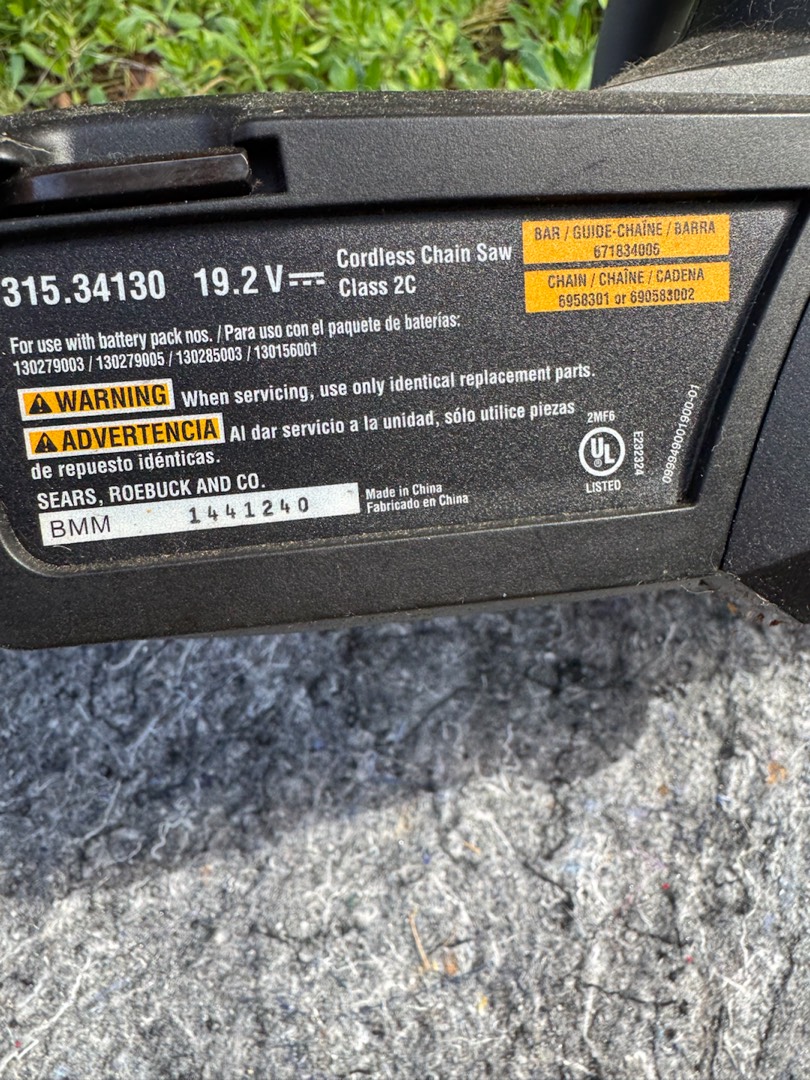 315.34130 19.2 V Cordless Chain Saw
Class 2C
BAR / GUIDE-CHAÎNE / BARRA
671834006
CHAIN / CHAÎNE / CADENA
6958301 or 690583002
For use with battery pack nos. / Para uso con el paquete de baterías:
130279003 / 130279005 / 130285003 / 130156001
WARNING When servicing, use only identical replacement parts.
ADVERTENCIA Al dar servicio a la unidad, sólo utilice piezas
de repuesto idénticas.
SEARS, ROEBUCK AND CO.
BMM 1441240
Made in China
Fabricado en China
2MF6
UL
LISTED
E232324
099949001900-01